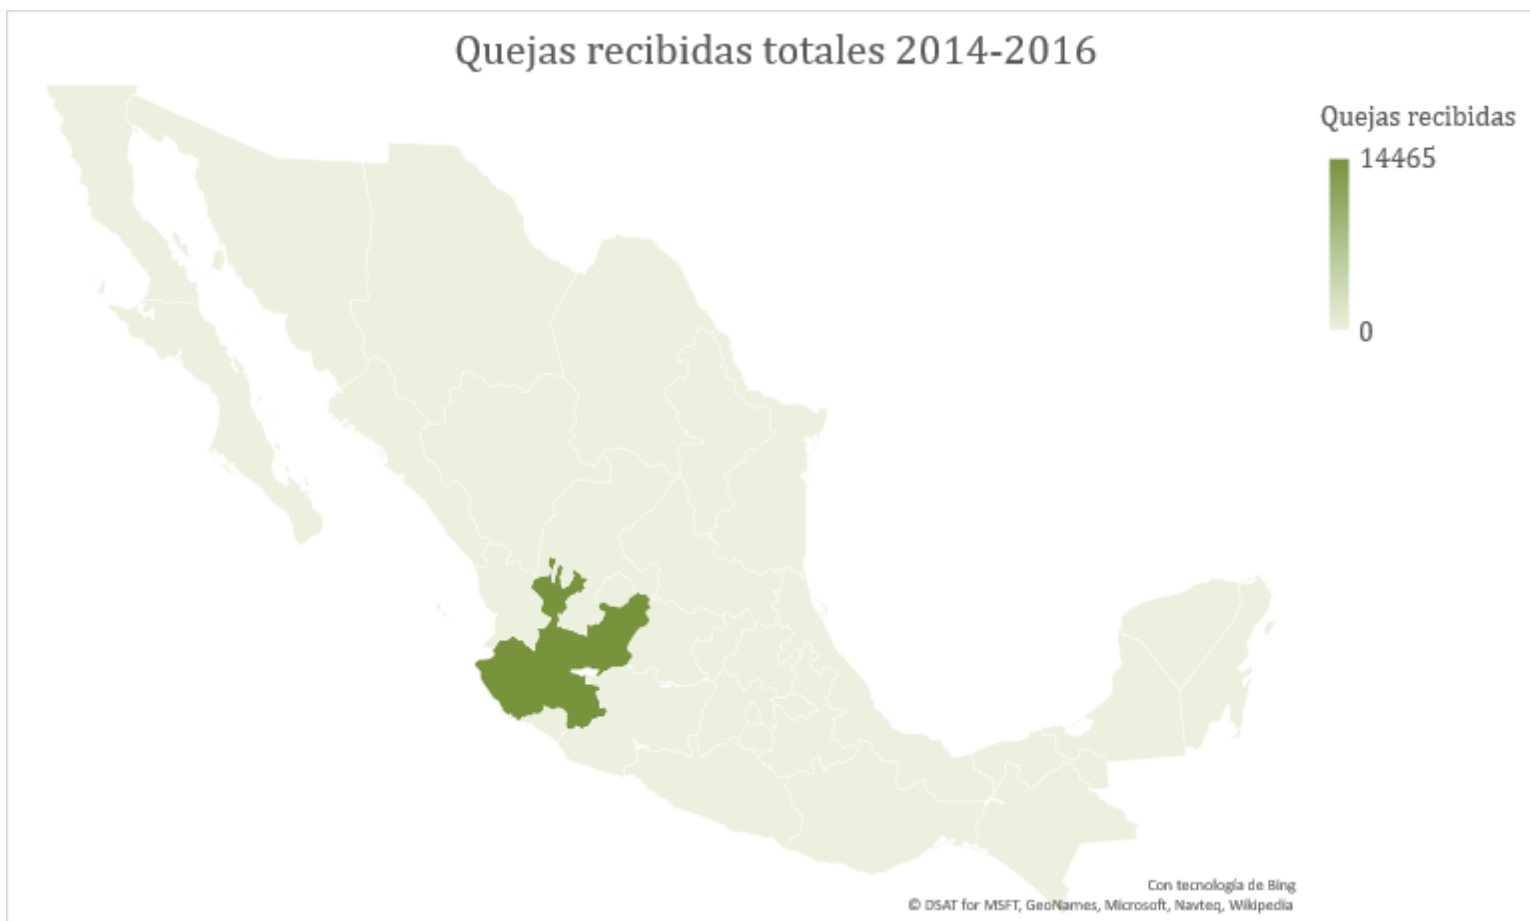 Quejas recibidas totales 2014-2016
Quejas recibidas
14465
0
Con tecnología de Bing
© DSAT for MSFT, GeoNames, Microsoft, Navteq, Wikipedia